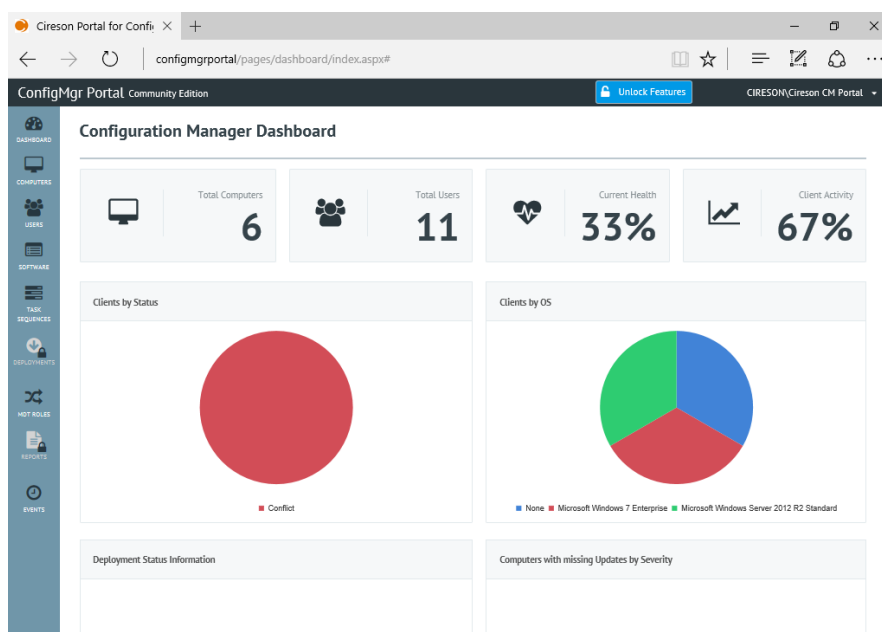 Cireson Portal for Config
configmgrportal/pages/dashboard/index.aspx#
ConfigMgr Portal Community Edition
Unlock Features
CIRESON\Cireson CM Portal
DASHBOARD
COMPUTERS
USERS
SOFTWARE
TASK
SEQUENCES
DEPLOYMENTS
MDT ROLES
REPORTS
EVENTS
Configuration Manager Dashboard
Total Computers
6
Total Users
11
Current Health
33%
Client Activity
67%
Clients by Status
Conflict
Clients by OS
None Microsoft Windows 7 Enterprise Microsoft Windows Server 2012 R2 Standard
Deployment Status Information
Computers with missing Updates by Severity